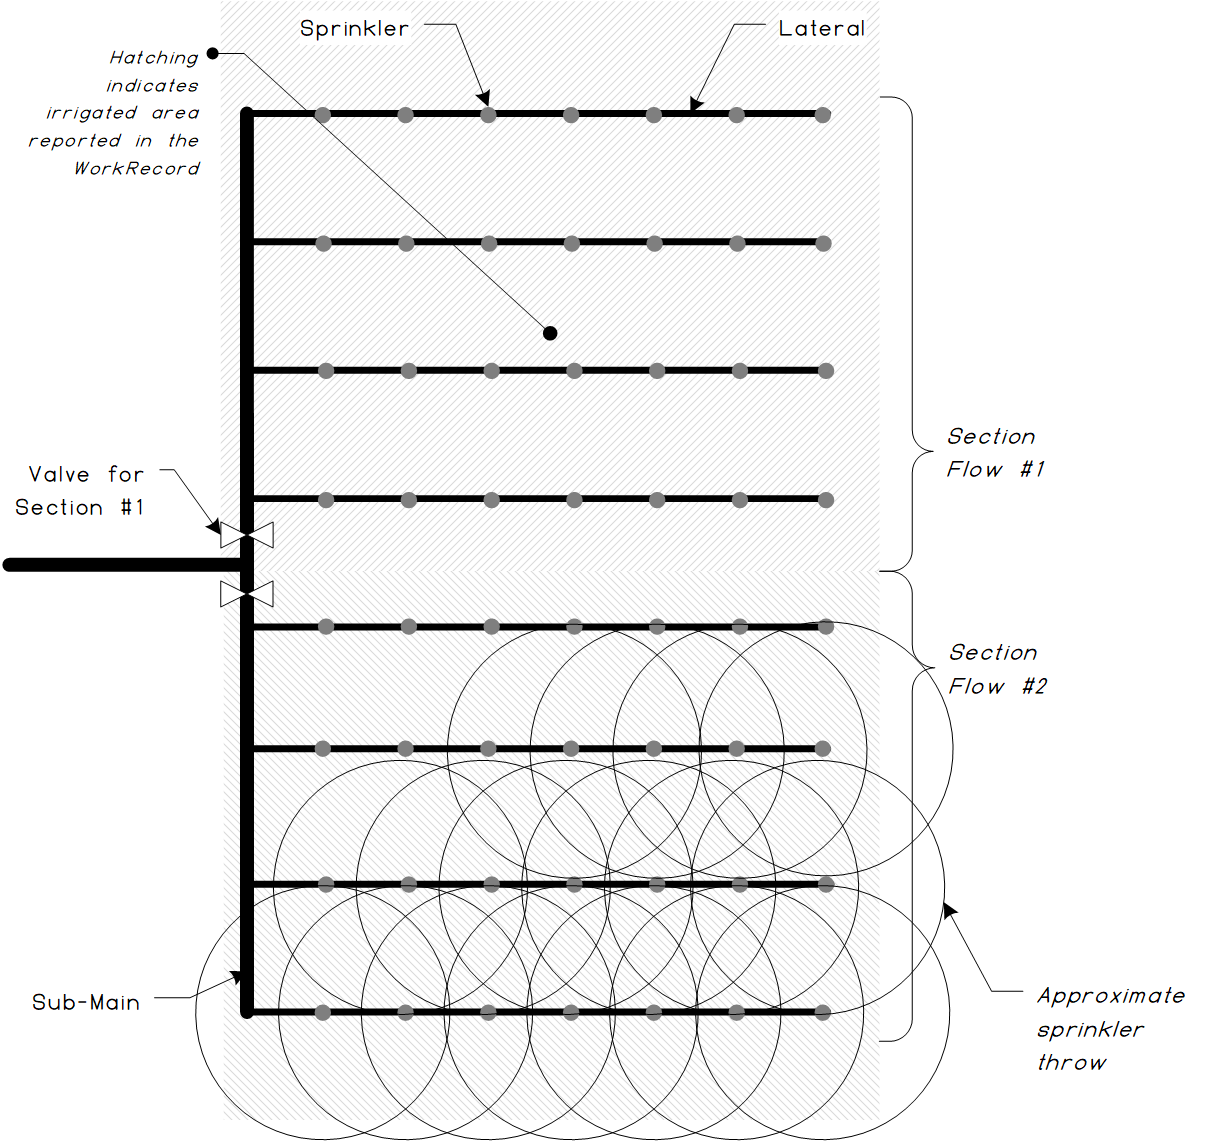 Sprinkler
Lateral
Hatching
indicates
irrigated area
reported in the
WorkRecord
Section
Flow #1
Valve for
Section #1
Section
Flow #2
Sub-Main
Approximate
sprinkler
throw